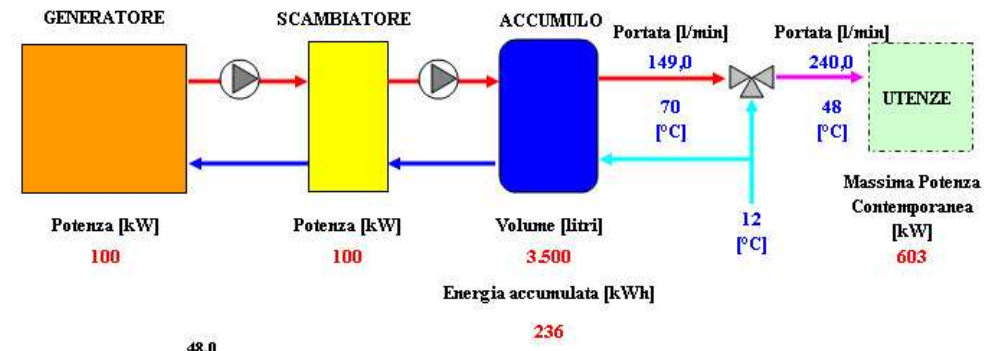 GENERATORE
SCAMBIATORE
ACCUMULO
Portata [l/min]
Portata [l/min]
149,0
240,0
UTENZE
70
[°C]
48
[°C]
Massima Potenza
Contemporanea
[kW]
603
12
[°C]
Potenza [kW]
100
Potenza [kW]
100
Volume [litri]
3.500
Energia accumulata [kWh]
236
48,0